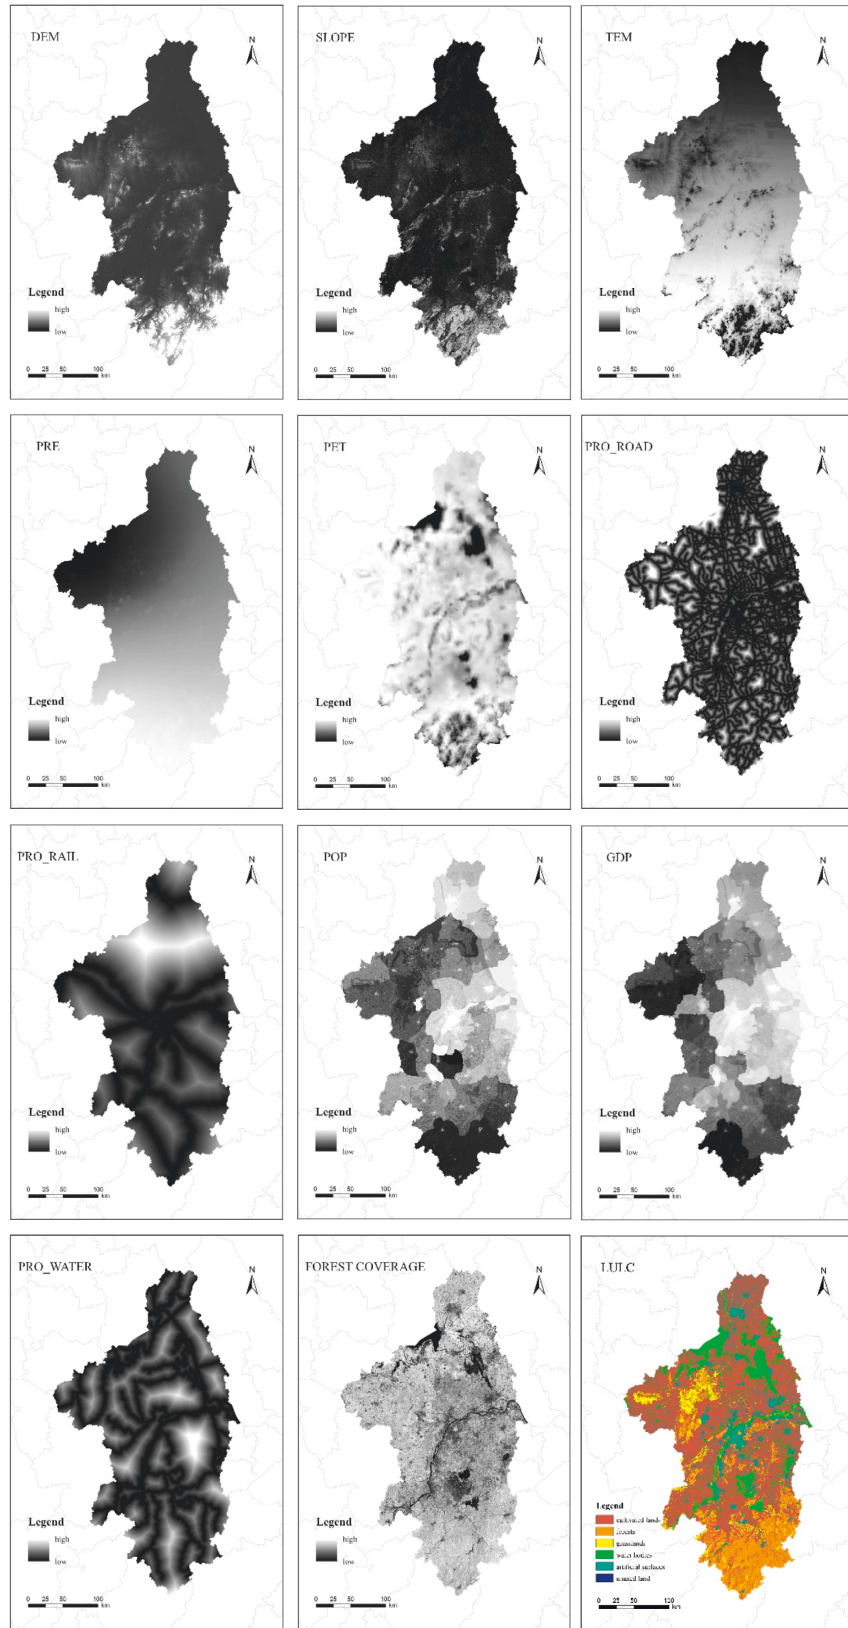 DEM
N
Legend
high
low
0 25 50 100
km
SLOPE
N
Legend
high
low
0 25 50 100
km
TEM
N
Legend
high
low
0 25 50 100
km
PRE
N
Legend
high
low
0 25 50 100
km
PET
N
Legend
high
low
0 25 50 100
km
PRO_ROAD
N
Legend
high
low
0 25 50 100
km
PRO_RAIL
N
Legend
high
low
0 25 50 100
km
POP
N
Legend
high
low
0 25 50 100
km
GDP
N
Legend
high
low
0 25 50 100
km
PRO_WATER
N
Legend
high
low
0 25 50 100
km
FOREST COVERAGE
N
Legend
high
low
0 25 50 100
km
LULC
N
Legend
cultivated land
forests
grasslands
water bodies
artificial surfaces
unused land
0 20 60 120
km